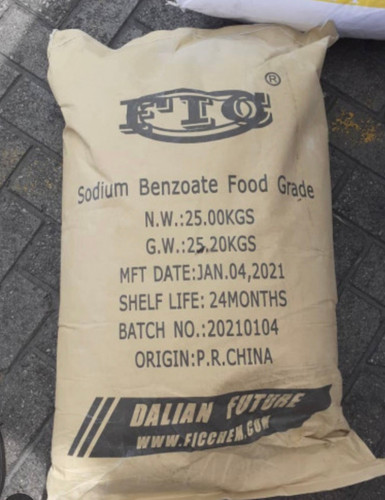 FIC®
Sodium Benzoate Food Grade
N.W.:25.00KGS
G.W.:25.20KGS
MFT DATE:JAN.04,2021
SHELF LIFE: 24MONTHS
BATCH NO.:20210104
ORIGIN:P.R.CHINA
DALIAN FUTURE
WWW.FICCHEM.COM